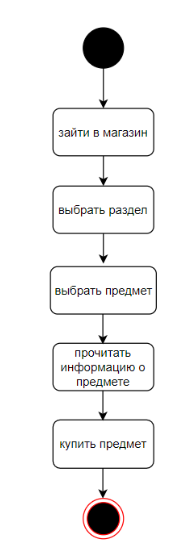 зайти в магазин
выбрать раздел
выбрать предмет
прочитать
информацию о
предмете
купить предмет